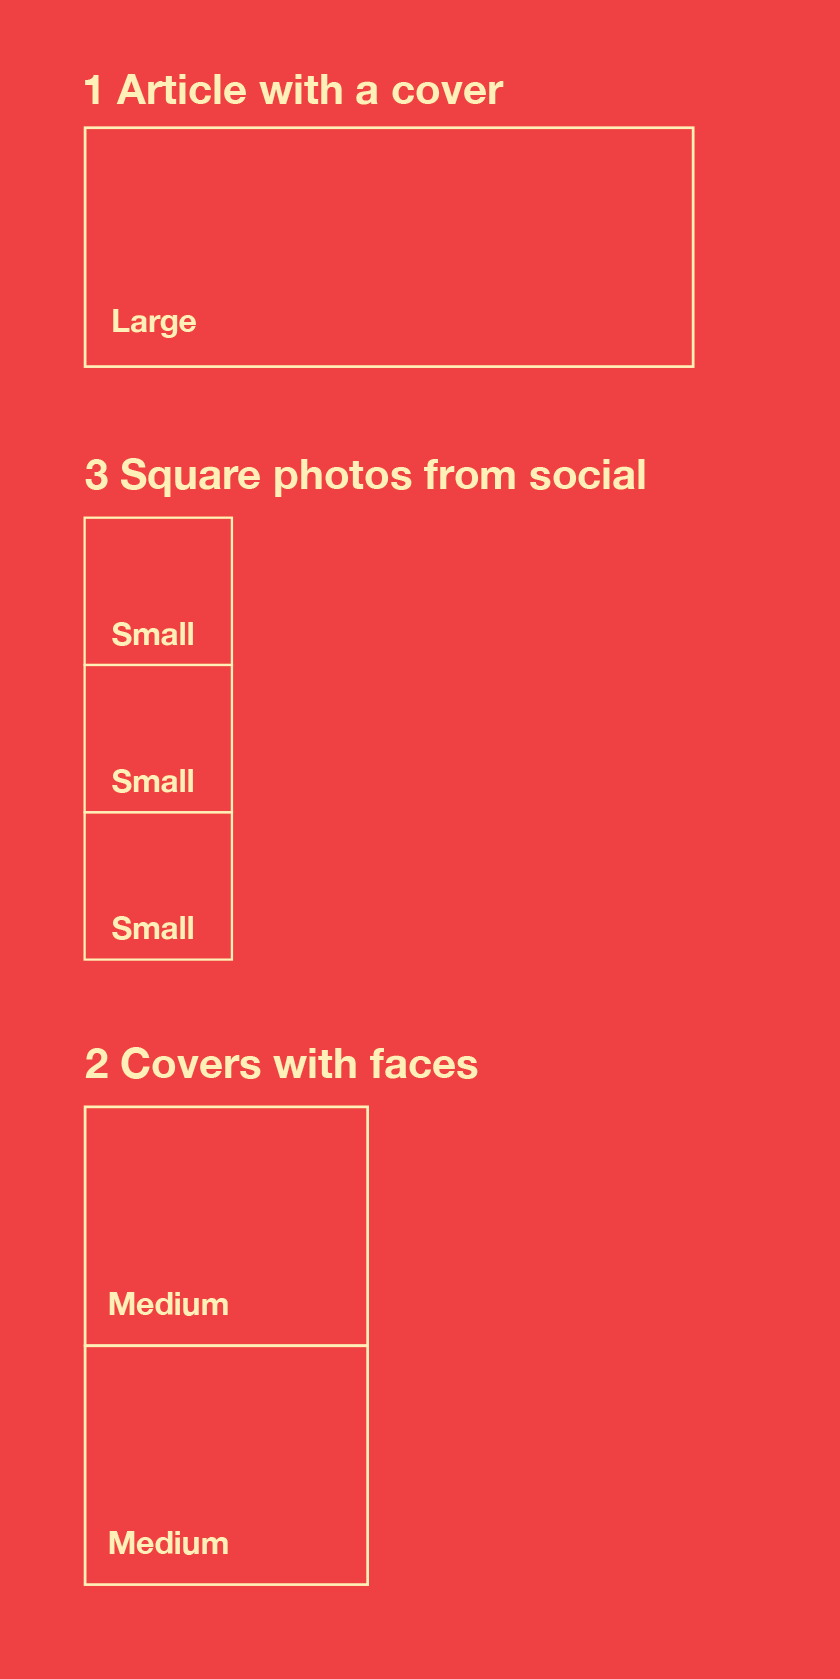 1 Article with a cover
Large
3 Square photos from social
Small
Small
Small
2 Covers with faces
Medium
Medium